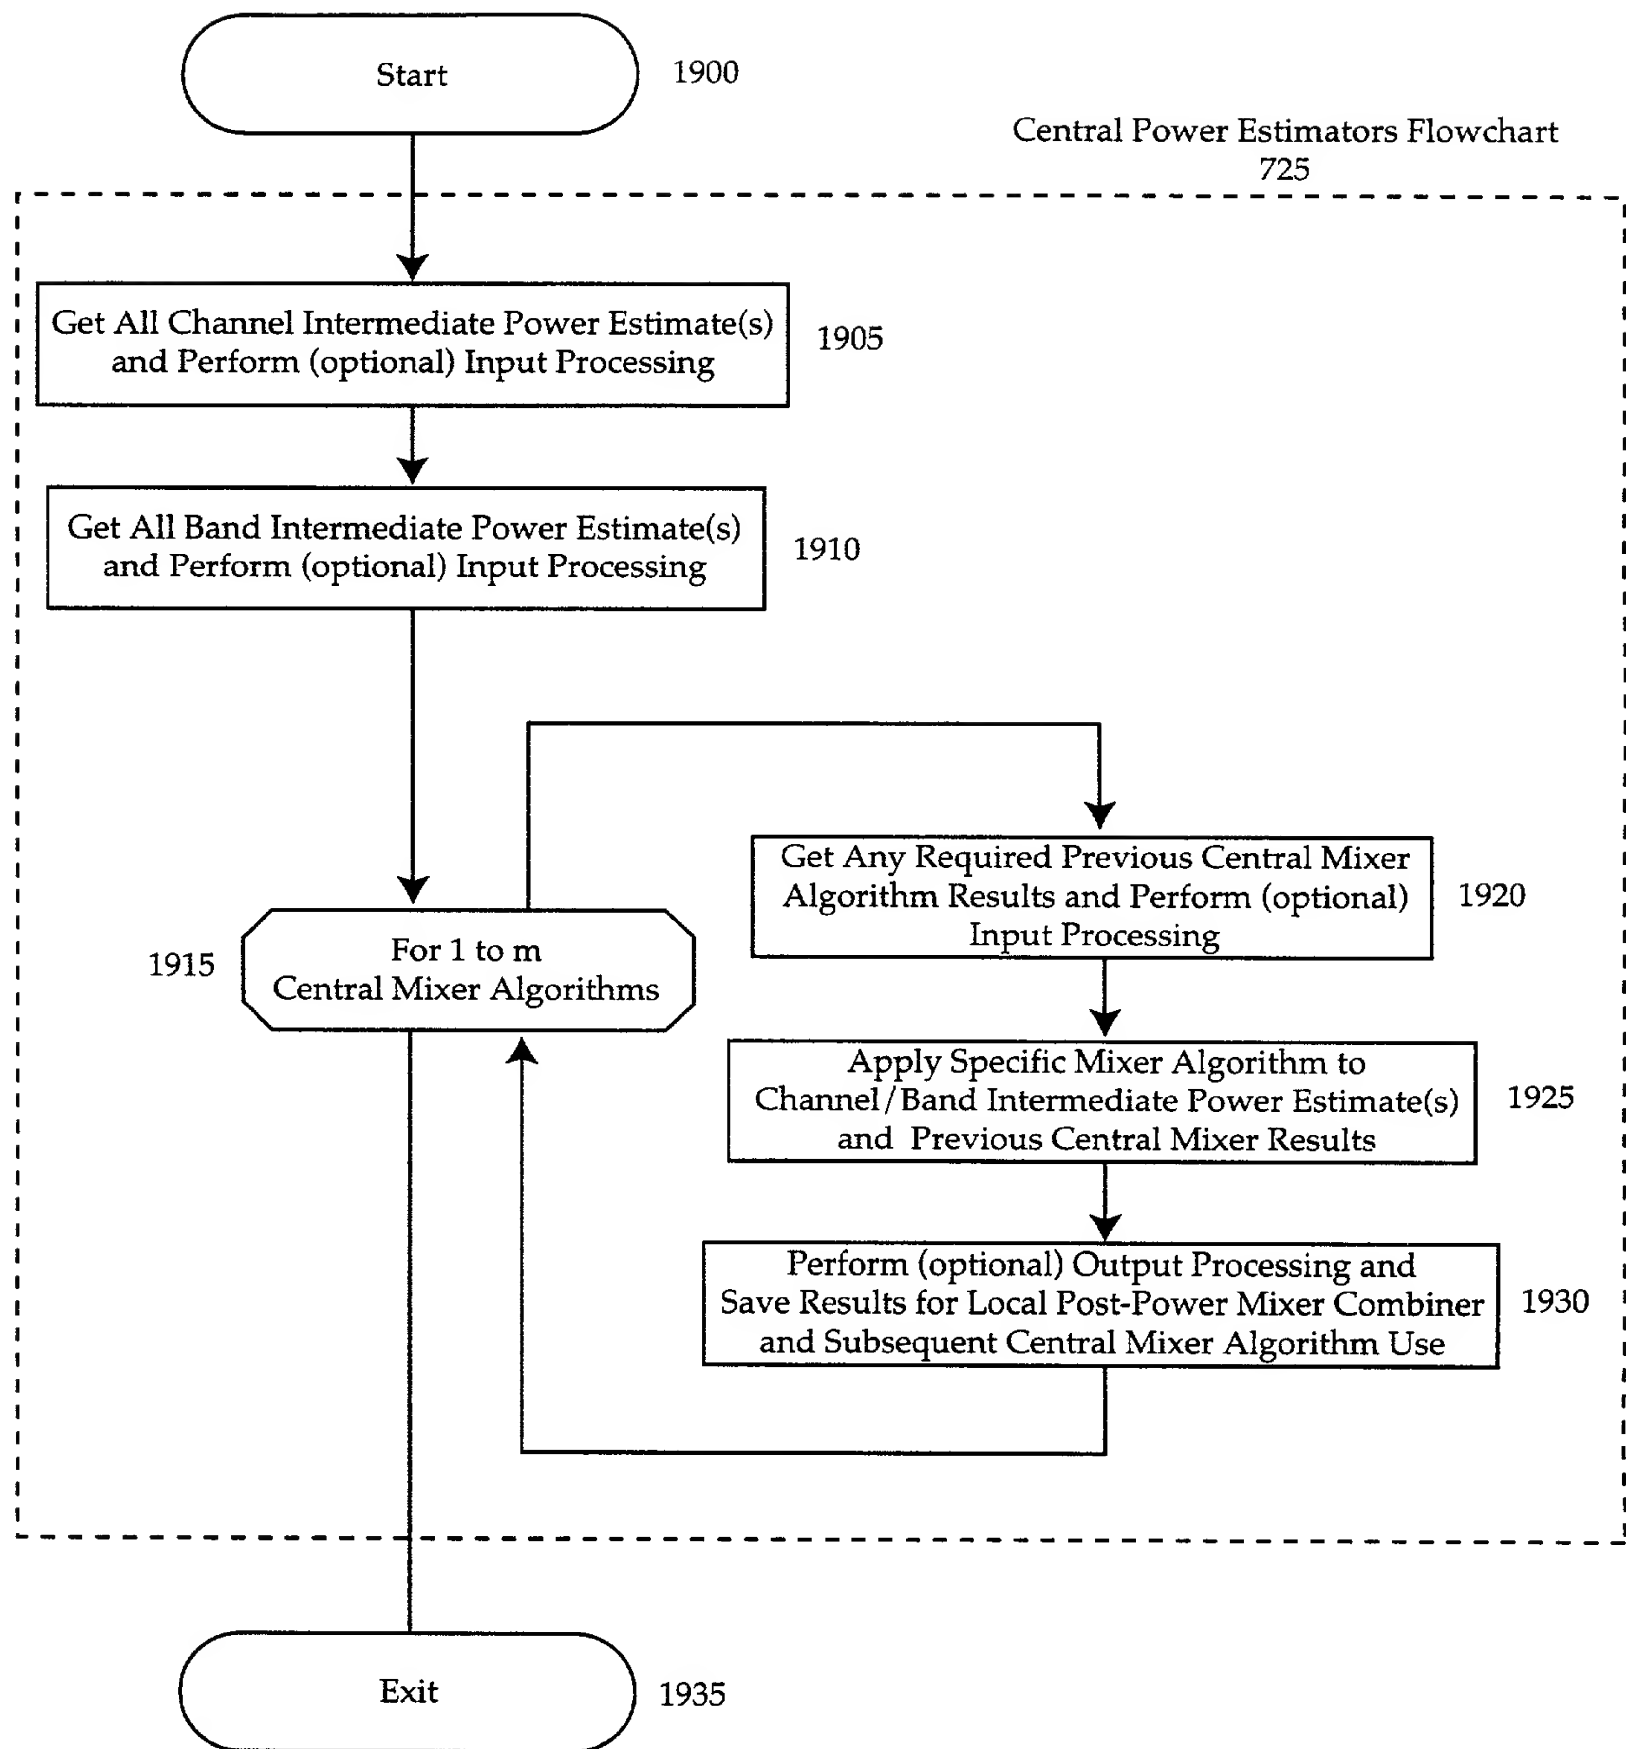 Start
1900
Central Power Estimators Flowchart
725
Get All Channel Intermediate Power Estimate(s)
and Perform (optional) Input Processing
1905
Get All Band Intermediate Power Estimate(s)
and Perform (optional) Input Processing
1910
Get Any Required Previous Central Mixer
Algorithm Results and Perform (optional)
Input Processing
1920
1915
For 1 to m
Central Mixer Algorithms
Apply Specific Mixer Algorithm to
Channel/Band Intermediate Power Estimate(s)
and Previous Central Mixer Results
1925
Perform (optional) Output Processing and
Save Results for Local Post-Power Mixer Combiner
and Subsequent Central Mixer Algorithm Use
1930
Exit
1935